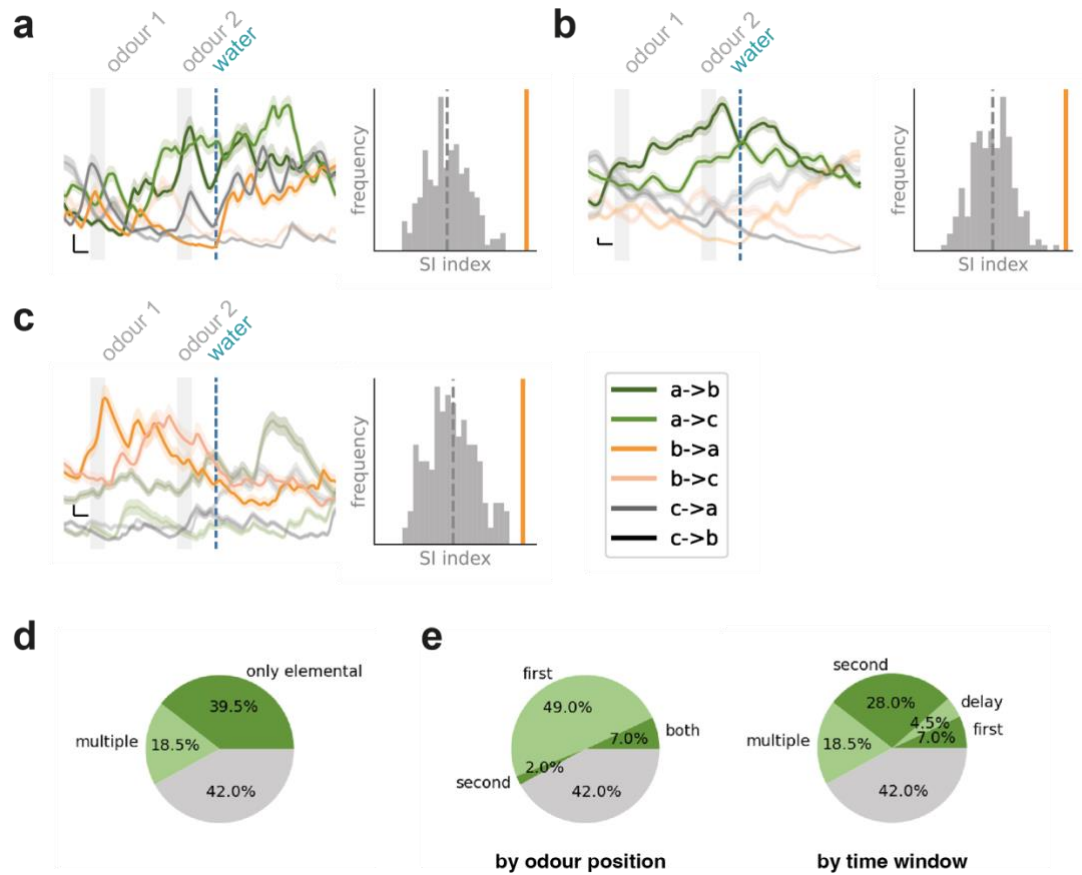 a
odour 1
odour 2
water
frequency
SI index
b
odour 1
odour 2
water
frequency
SI index
c
odour 1
odour 2
water
frequency
SI index
a->b
a->c
b->a
b->c
c->a
c->b
d
only elemental
39.5%
multiple
18.5%
42.0%
e
first
49.0%
both
7.0%
second
2.0%
42.0%
by odour position
second
28.0%
delay
4.5%
first
7.0%
multiple
18.5%
42.0%
by time window